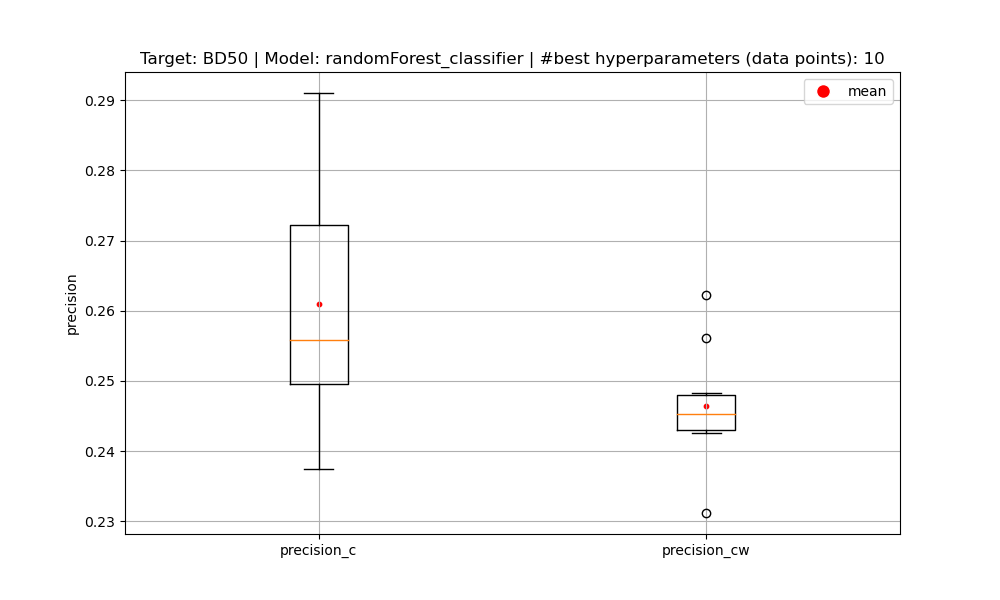 Target: BD50 | Model: randomForest_classifier | #best hyperparameters (data points): 10
mean
0.29
0.28
0.27
0.26
0.25
0.24
0.23
precision
precision_c
precision_cw